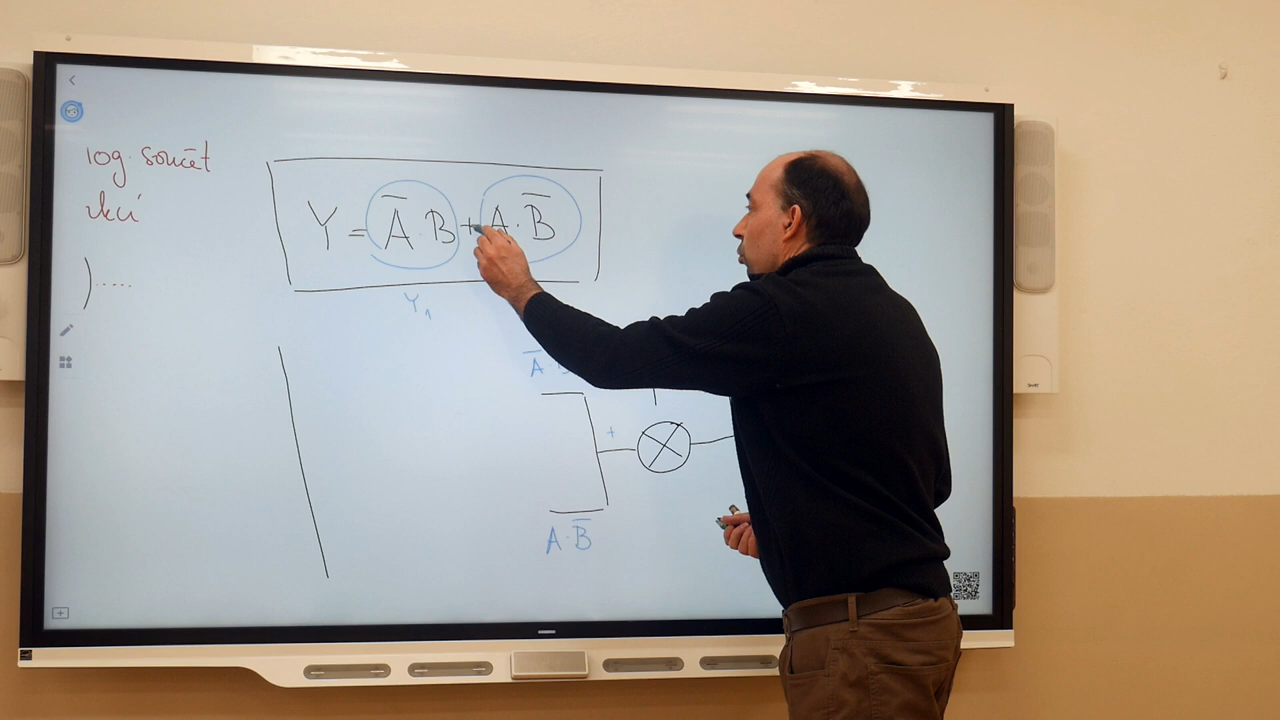 log. součet
Y = A̅·B + A·B̅
).....
Y₁
A̅
+
A·B̅